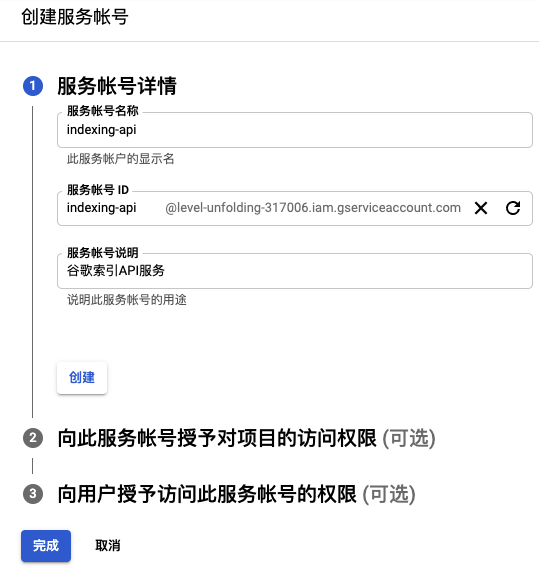 创建服务帐号
1 服务帐号详情
服务帐号名称
indexing-api
此服务帐户的显示名
服务帐号 ID
indexing-api @level-unfolding-317006.iam.gserviceaccount.com
服务帐号说明
谷歌索引API服务
说明此服务帐号的用途
创建
2 向此服务帐号授予对项目的访问权限 (可选)
3 向用户授予访问此服务帐号的权限 (可选)
完成 取消